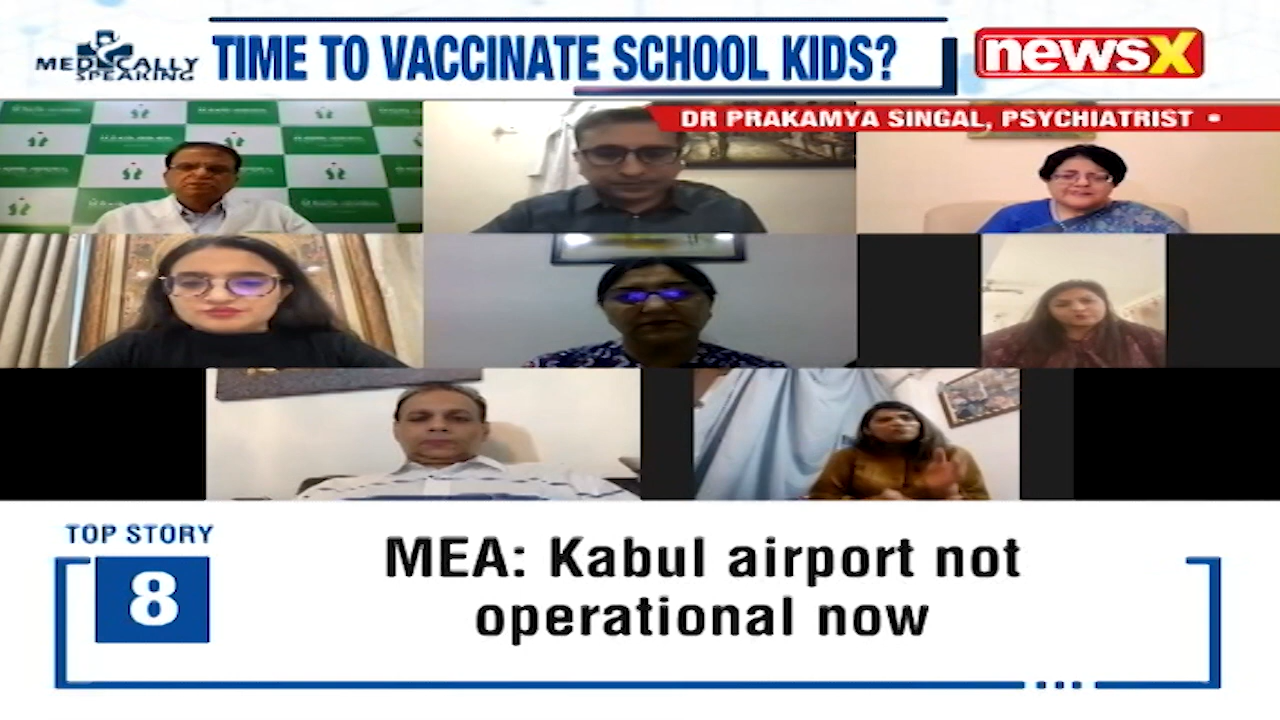 MEDICALLY
SPEAKING
TIME TO VACCINATE SCHOOL KIDS?
newsX
DR PRAKAMYA SINGAL, PSYCHIATRIST •
TOP STORY
8
MEA: Kabul airport not
operational now